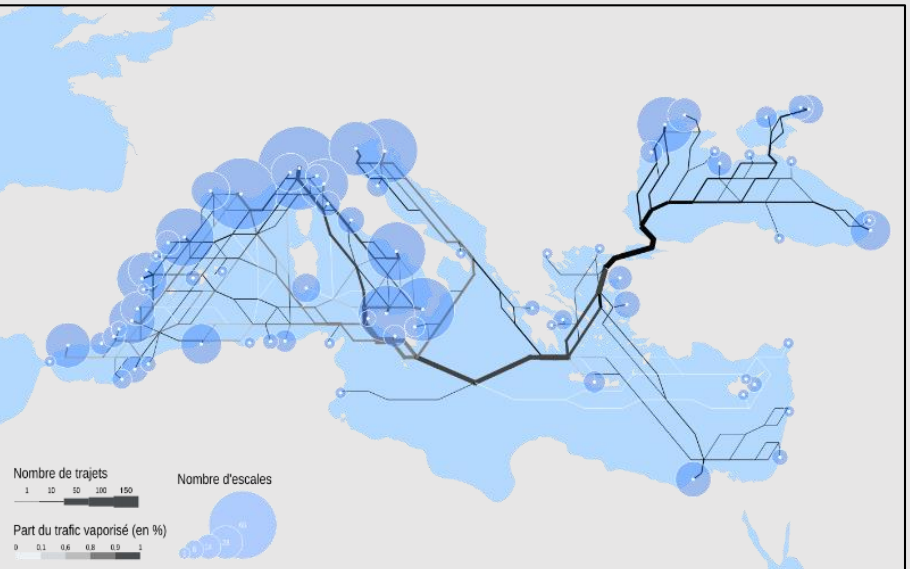 Nombre de trajets
1 10 50 100 150
Part du trafic vaporisé (en %)
0 0,1 0,6 0,8 0,9 1
Nombre d'escales